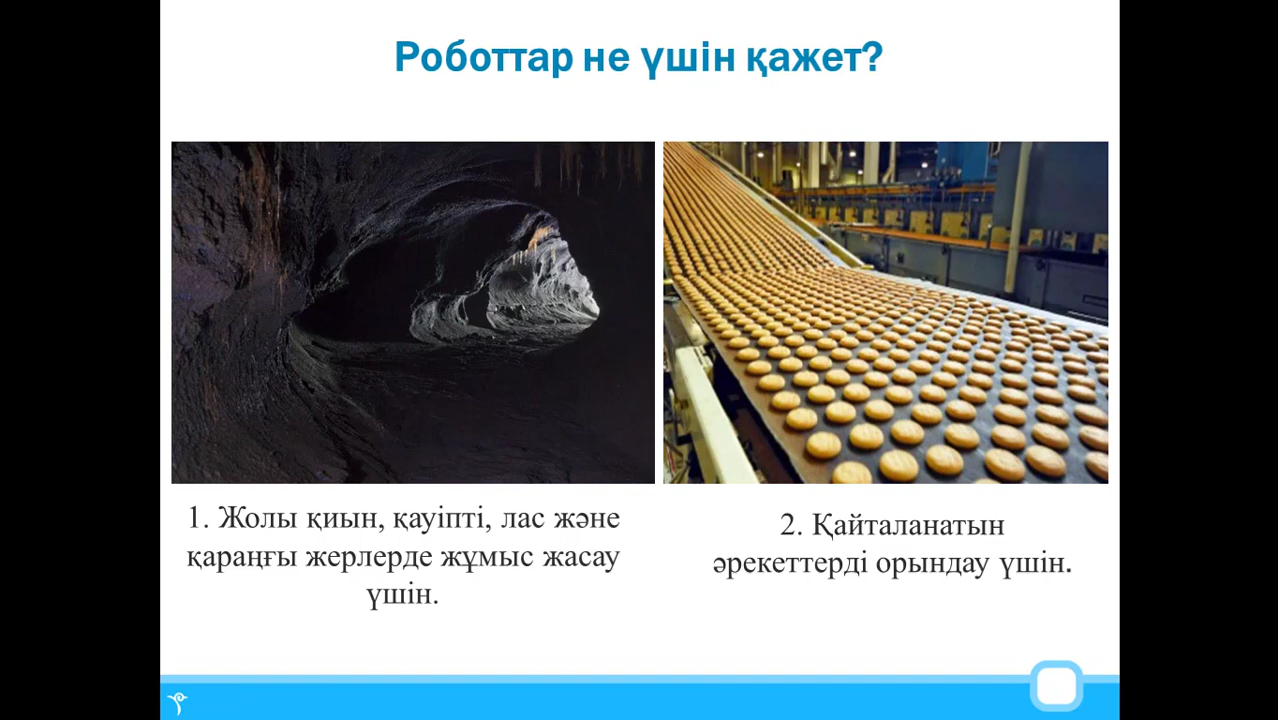 Роботтар не үшін қажет?
1. Жолы қиын, қауіпті, лас және
қараңғы жерлерде жұмыс жасау
үшін.
2. Қайталанатын
әрекеттерді орындау үшін.